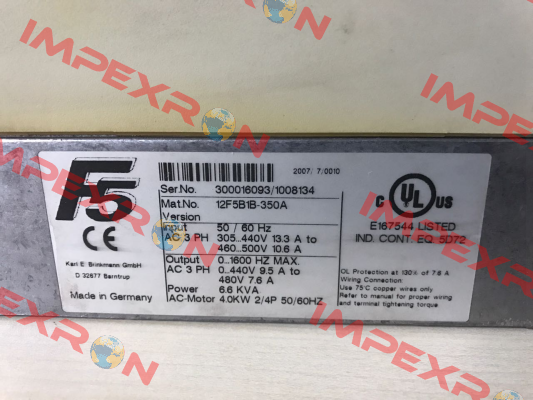 IMPEXRON
IMPEXRON
IMPEXRON
IMPEXRON
IMPEXRON
F5
CE
Karl E. Brinkmann GmbH
D 32677 Barntrup
Made in Germany
2007/ 7/0010
Ser.No. 300016093/1008134
Mat.No. 12F5B1B-350A
Version
Input 50 / 60 Hz
AC 3 PH 305..440V 13.3 A to
460..500V 10.6 A
Output 0..1600 HZ MAX.
AC 3 PH 0..440V 9.5 A to
480V 7.6 A
Power 6.6 KVA
AC-Motor 4.0KW 2/4P 50/60HZ
C UL US
E167544 LISTED
IND. CONT. EQ. 5D72
OL Protection at 130% of 7.6 A
Wiring Connection:
Use 75°C copper wires only
Refer to manual for proper wiring
and terminal tightening torque